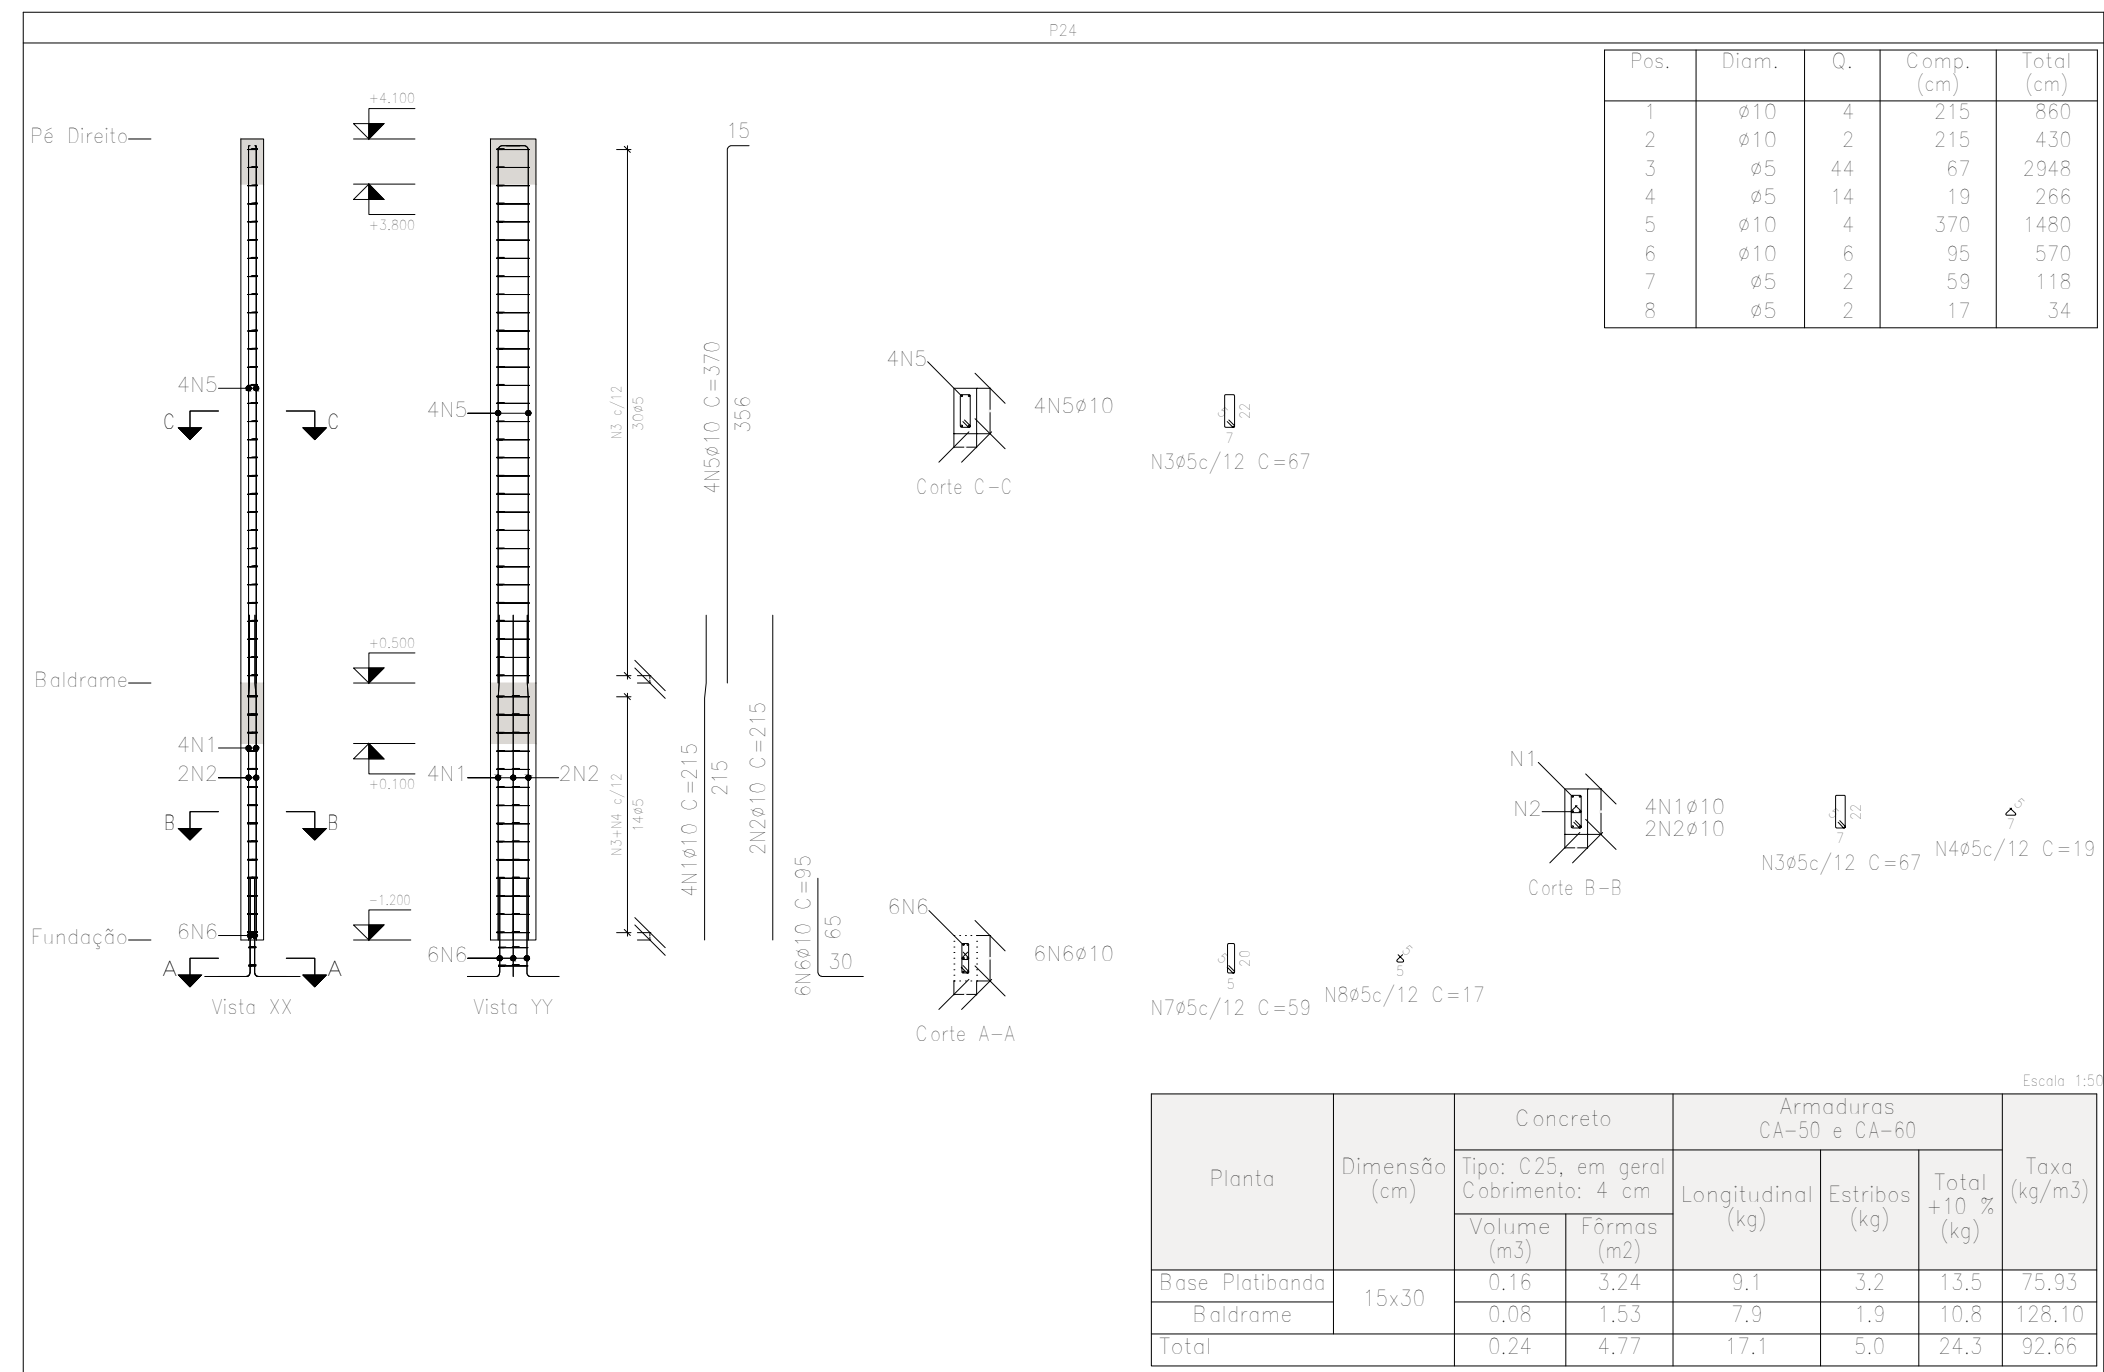 P24
Pos. Diam. Q. Comp. (cm) Total (cm)
1 ø10 4 215 860
2 ø10 2 215 430
3 ø5 44 67 2948
4 ø5 14 19 266
5 ø10 4 370 1480
6 ø10 6 95 570
7 ø5 2 59 118
8 ø5 2 17 34
Pé Direito
Baldrame
Fundação
4N5
C C
4N1
2N2
B B
6N6
A A
Vista XX
+4.100
+3.800
+0.500
+0.100
-1.200
4N5
4N1
2N2
6N6
Vista YY
N3 c/12
30ø5
N3+N4 c/12
14ø5
15
4N5ø10 C=370
356
4N1ø10 C=215
215
2N2ø10 C=215
6N6ø10 C=95
65
30
4N5
4N5ø10
Corte C-C
5
22
7
N3ø5c/12 C=67
N1
N2
4N1ø10
2N2ø10
Corte B-B
5
22
7
N3ø5c/12 C=67
5
7
N4ø5c/12 C=19
6N6
6N6ø10
Corte A-A
5
20
5
N7ø5c/12 C=59
5
5
N8ø5c/12 C=17
Escala 1:50
Planta
Dimensão
(cm)
Concreto
Tipo: C25, em geral
Cobrimento: 4 cm
Volume
(m3)
Fôrmas
(m2)
Armaduras
CA-50 e CA-60
Longitudinal
(kg)
Estribos
(kg)
Total
+10 %
(kg)
Taxa
(kg/m3)
Base Platibanda 15x30 0.16 3.24 9.1 3.2 13.5 75.93
Baldrame 0.08 1.53 7.9 1.9 10.8 128.10
Total 0.24 4.77 17.1 5.0 24.3 92.66